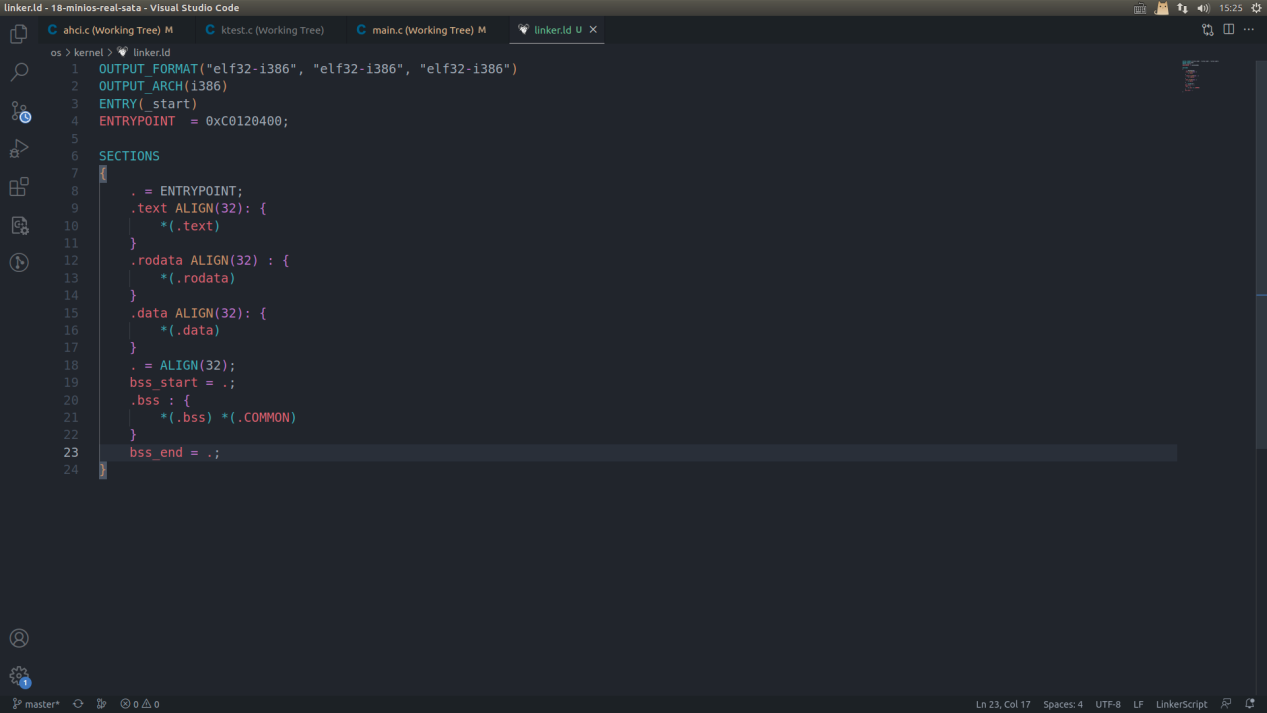 linker.ld - 18-minios-real-sata - Visual Studio Code
15:25
C ahci.c (Working Tree) M
C ktest.c (Working Tree)
C main.c (Working Tree) M
linker.ld U
os > kernel > linker.ld
1 OUTPUT_FORMAT("elf32-i386", "elf32-i386", "elf32-i386")
2 OUTPUT_ARCH(i386)
3 ENTRY(_start)
4 ENTRYPOINT  = 0xC0120400;
5
6 SECTIONS
7 {
8     . = ENTRYPOINT;
9     .text ALIGN(32): {
10         *(.text)
11     }
12     .rodata ALIGN(32) : {
13         *(.rodata)
14     }
15     .data ALIGN(32): {
16         *(.data)
17     }
18     . = ALIGN(32);
19     bss_start = .;
20     .bss : {
21         *(.bss) *(.COMMON)
22     }
23     bss_end = .;
24 }
1
master* 0 0 Ln 23, Col 17 Spaces: 4 UTF-8 LF LinkerScript